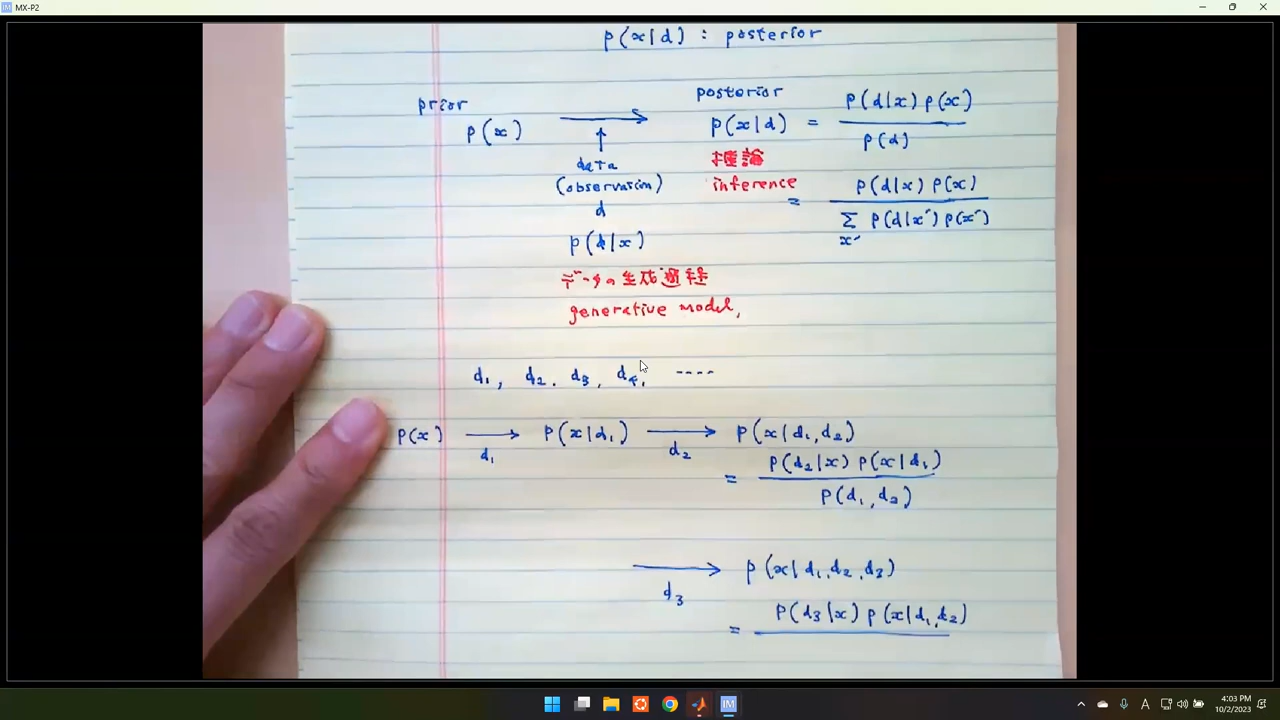 MX-P2
p(x|d) : posterior
prior
posterior
p(x) → p(x|d) = p(d|x) p(x) / p(d)
data
(observation)
d
推論
inference
= p(d|x) p(x) / Σ x' p(d|x') p(x')
p(d|x)
データの生成過程
generative model,
d1, d2. d3, d4, ----
p(x) → d1 p(x|d1) → d2 p(x|d1,d2)
= p(d2|x) p(x|d1) / p(d1,d2)
→ d3 p(x|d1,d2,d3)
= p(d3|x) p(x|d1,d2)
4:03 PM
10/2/2023